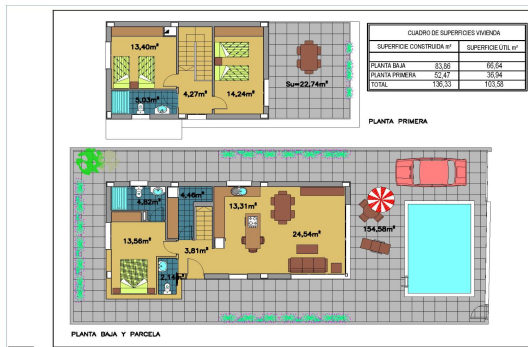 13,40m²
5,03m²
4,27m²
14,24m²
Su=22,74m²
CUADRO DE SUPERFICIES VIVIENDA
SUPERFICIE CONSTRUIDA m² SUPERFICIE ÚTIL m²
PLANTA BAJA 83,86 66,64
PLANTA PRIMERA 52,47 36,94
TOTAL 136,33 103,58
PLANTA PRIMERA
4,82m²
4,46m²
13,31m²
154,58m²
13,56m²
3,81m²
24,54m²
2,14m²
PLANTA BAJA Y PARCELA